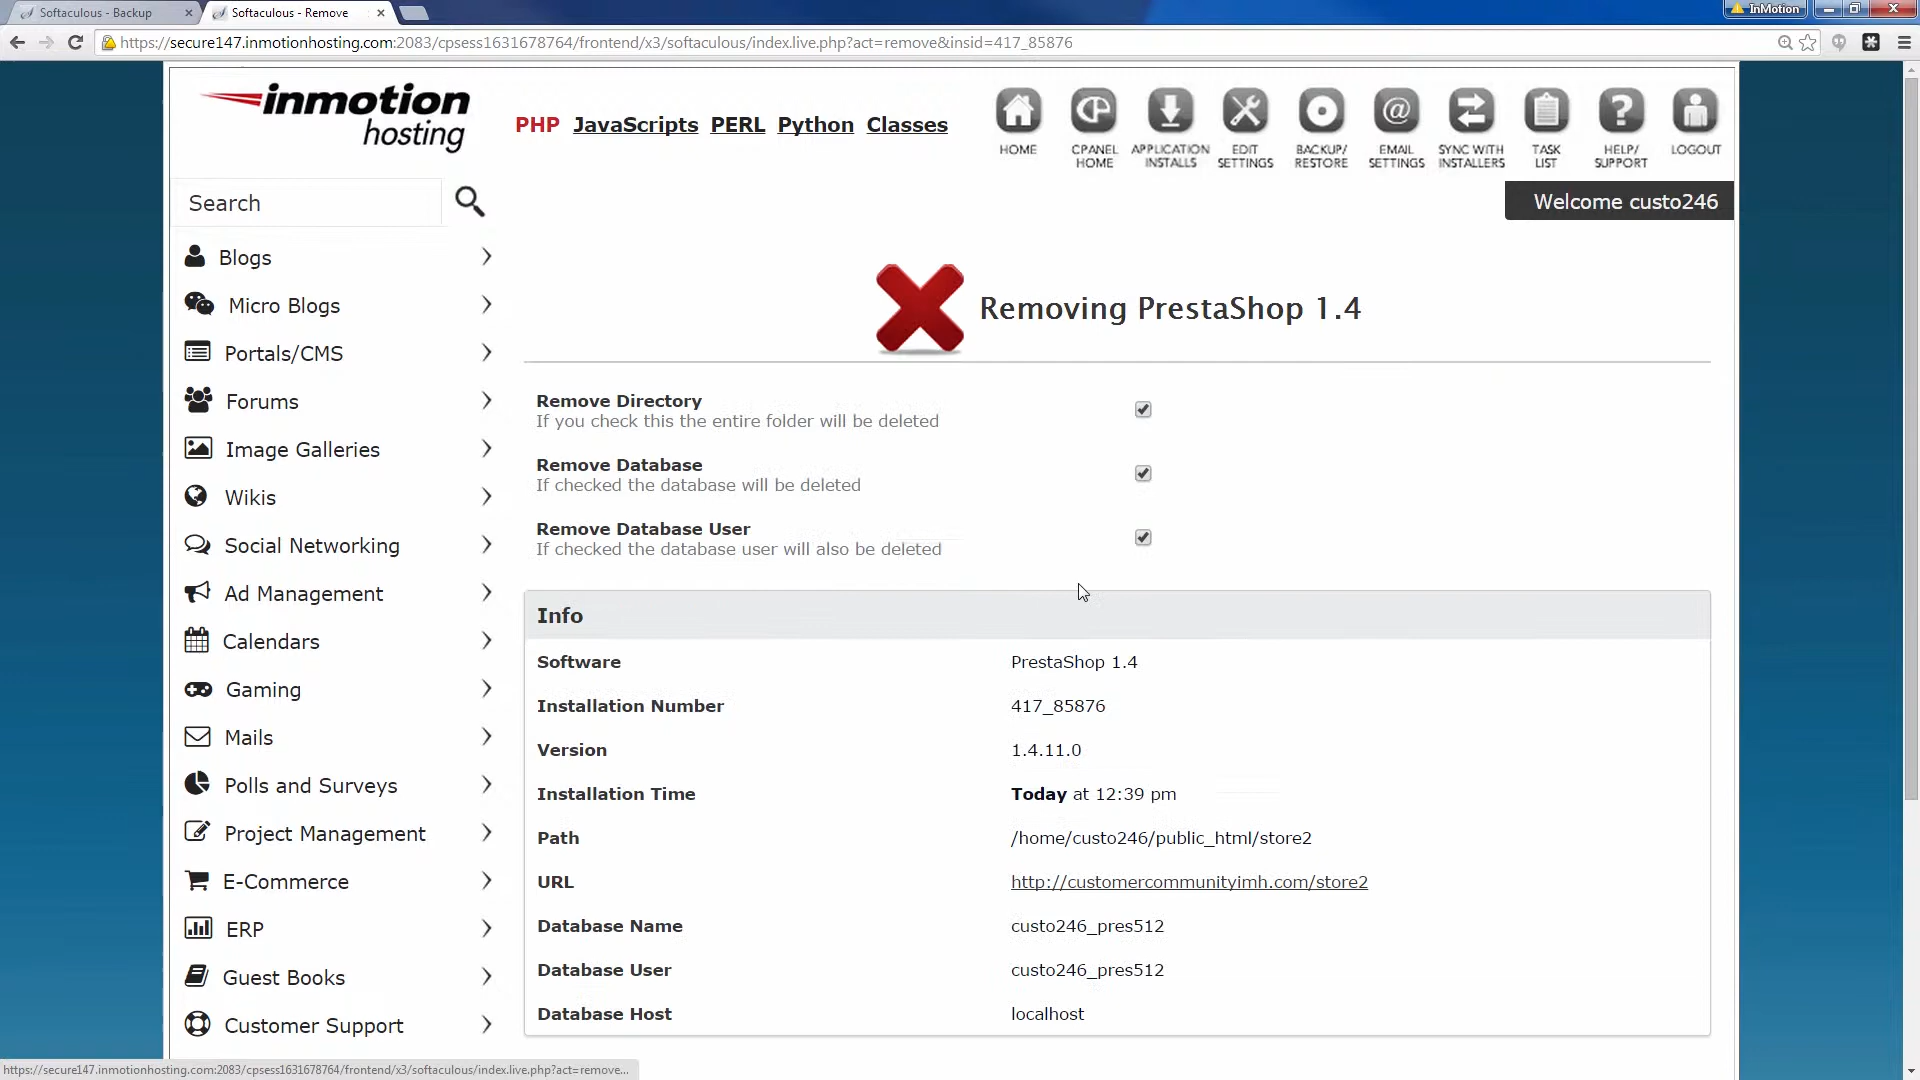 Softaculous - Backup
Softaculous - Remove
InMotion
https://secure147.inmotionhosting.com:2083/cpsess1631678764/frontend/x3/softaculous/index.live.php?act=remove&insid=417_85876
inmotion
hosting
PHP JavaScripts PERL Python Classes
HOME
CPANEL
HOME
APPLICATION
INSTALLS
EDIT
SETTINGS
BACKUP/
RESTORE
EMAIL
SETTINGS
SYNC WITH
INSTALLERS
TASK
LIST
HELP/
SUPPORT
LOGOUT
Search
Welcome custo246
Blogs
Micro Blogs
Portals/CMS
Forums
Image Galleries
Wikis
Social Networking
Ad Management
Calendars
Gaming
Mails
Polls and Surveys
Project Management
E-Commerce
ERP
Guest Books
Customer Support
Removing PrestaShop 1.4
Remove Directory
If you check this the entire folder will be deleted
Remove Database
If checked the database will be deleted
Remove Database User
If checked the database user will also be deleted
Info
Software PrestaShop 1.4
Installation Number 417_85876
Version 1.4.11.0
Installation Time Today at 12:39 pm
Path /home/custo246/public_html/store2
URL http://customercommunityimh.com/store2
Database Name custo246_pres512
Database User custo246_pres512
Database Host localhost
https://secure147.inmotionhosting.com:2083/cpsess1631678764/frontend/x3/softaculous/index.live.php?act=remove...